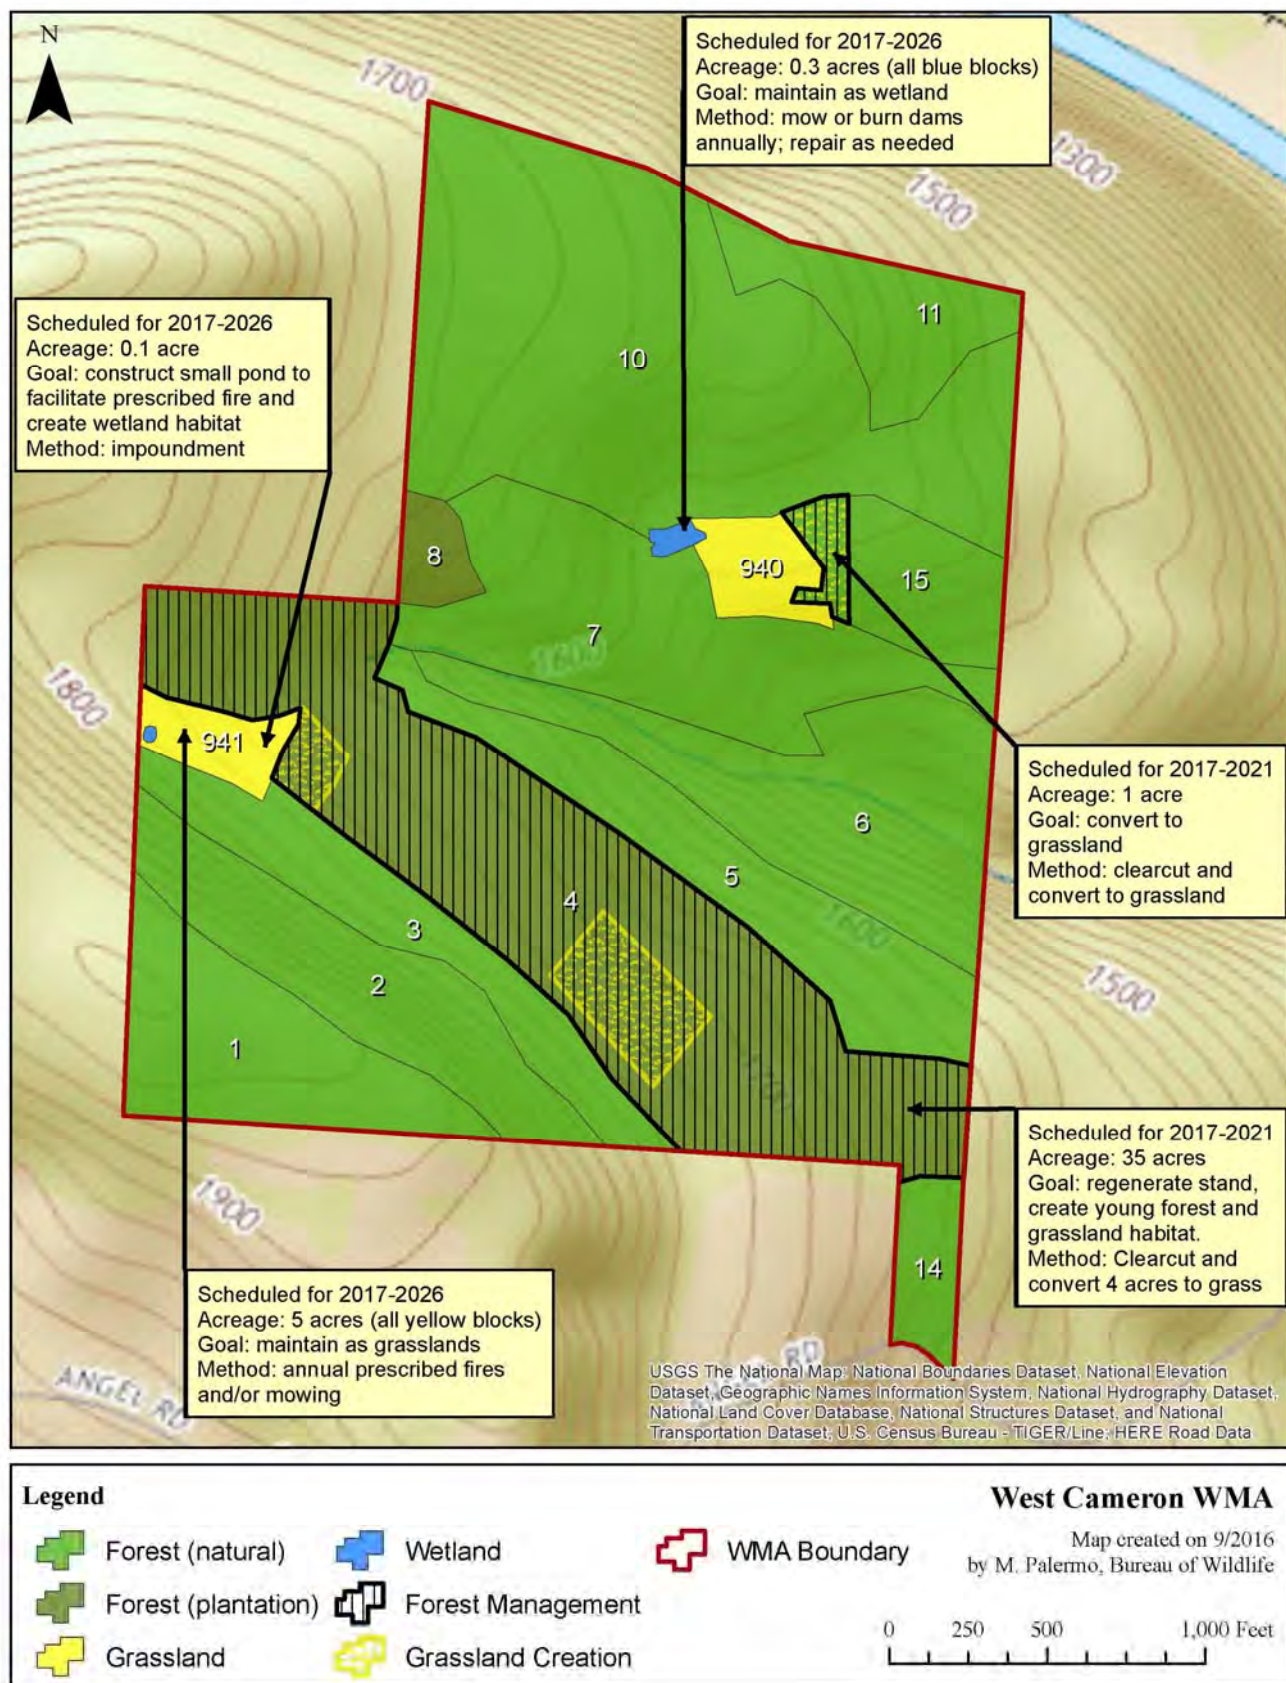 N
1700
Scheduled for 2017-2026
Acreage: 0.3 acres (all blue blocks)
Goal: maintain as wetland
Method: mow or burn dams
annually; repair as needed
1300
1500
Scheduled for 2017-2026
Acreage: 0.1 acre
Goal: construct small pond to
facilitate prescribed fire and
create wetland habitat
Method: impoundment
11
10
8
940
15
7
1600
1800
941
Scheduled for 2017-2021
Acreage: 1 acre
Goal: convert to
grassland
Method: clearcut and
convert to grassland
6
5
4
3
1600
2
1500
1
Scheduled for 2017-2021
Acreage: 35 acres
Goal: regenerate stand,
create young forest and
grassland habitat.
Method: Clearcut and
convert 4 acres to grass
1900
14
Scheduled for 2017-2026
Acreage: 5 acres (all yellow blocks)
Goal: maintain as grasslands
Method: annual prescribed fires
and/or mowing
ANGEL RD
RD
USGS The National Map: National Boundaries Dataset, National Elevation
Dataset, Geographic Names Information System, National Hydrography Dataset,
National Land Cover Database, National Structures Dataset, and National
Transportation Dataset; U.S. Census Bureau - TIGER/Line; HERE Road Data
Legend
West Cameron WMA
Forest (natural)
Wetland
WMA Boundary
Map created on 9/2016
by M. Palermo, Bureau of Wildlife
Forest (plantation)
Forest Management
Grassland
Grassland Creation
0 250 500 1,000 Feet